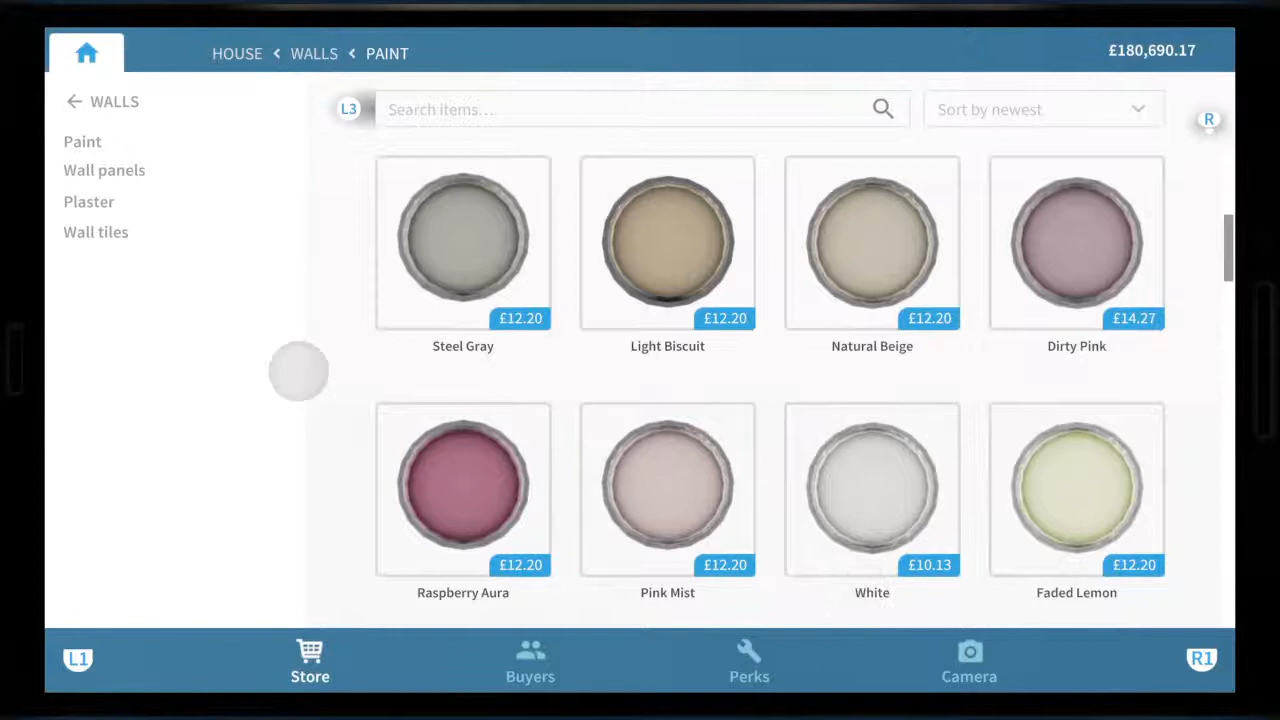 HOUSE < WALLS < PAINT
£180,690.17
WALLS
Paint
Wall panels
Plaster
Wall tiles
L3
Search items...
Sort by newest
R
£12.20
£12.20
£12.20
£14.27
Steel Gray
Light Biscuit
Natural Beige
Dirty Pink
£12.20
£12.20
£10.13
£12.20
Raspberry Aura
Pink Mist
White
Faded Lemon
L1
Store
Buyers
Perks
Camera
R1